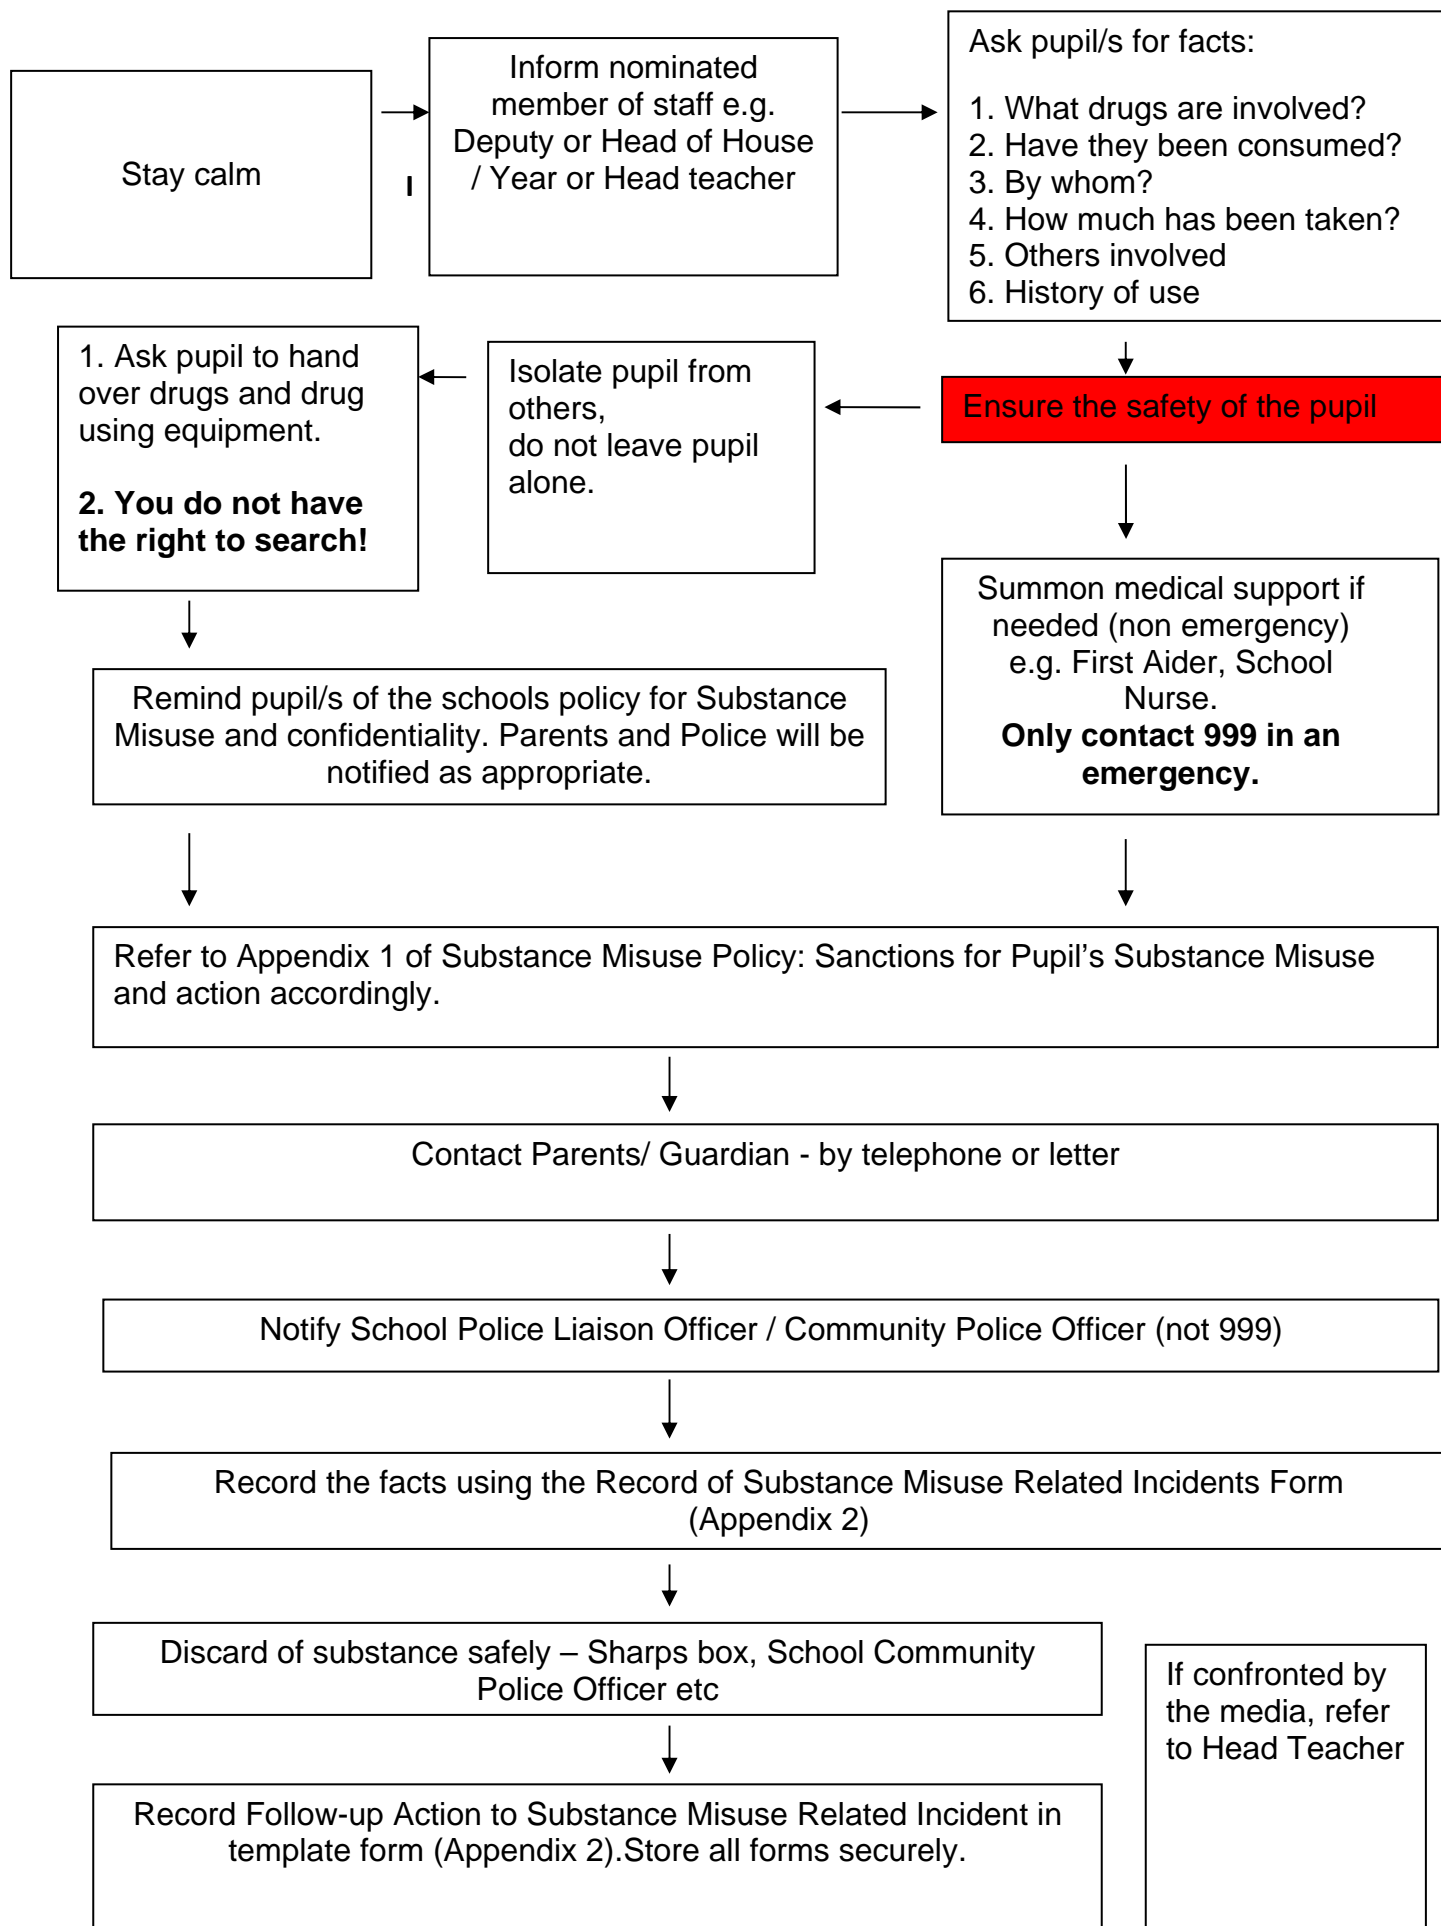 Stay calm
I
Inform nominated
member of staff e.g.
Deputy or Head of House
/ Year or Head teacher
Ask pupil/s for facts:
1. What drugs are involved?
2. Have they been consumed?
3. By whom?
4. How much has been taken?
5. Others involved
6. History of use
Ensure the safety of the pupil
Isolate pupil from
others,
do not leave pupil
alone.
1. Ask pupil to hand
over drugs and drug
using equipment.
2. You do not have
the right to search!
Summon medical support if
needed (non emergency)
e.g. First Aider, School
Nurse.
Only contact 999 in an
emergency.
Remind pupil/s of the schools policy for Substance
Misuse and confidentiality. Parents and Police will be
notified as appropriate.
Refer to Appendix 1 of Substance Misuse Policy: Sanctions for Pupil's Substance Misuse
and action accordingly.
Contact Parents/ Guardian - by telephone or letter
Notify School Police Liaison Officer / Community Police Officer (not 999)
Record the facts using the Record of Substance Misuse Related Incidents Form
(Appendix 2)
Discard of substance safely – Sharps box, School Community
Police Officer etc
If confronted by
the media, refer
to Head Teacher
Record Follow-up Action to Substance Misuse Related Incident in
template form (Appendix 2).Store all forms securely.